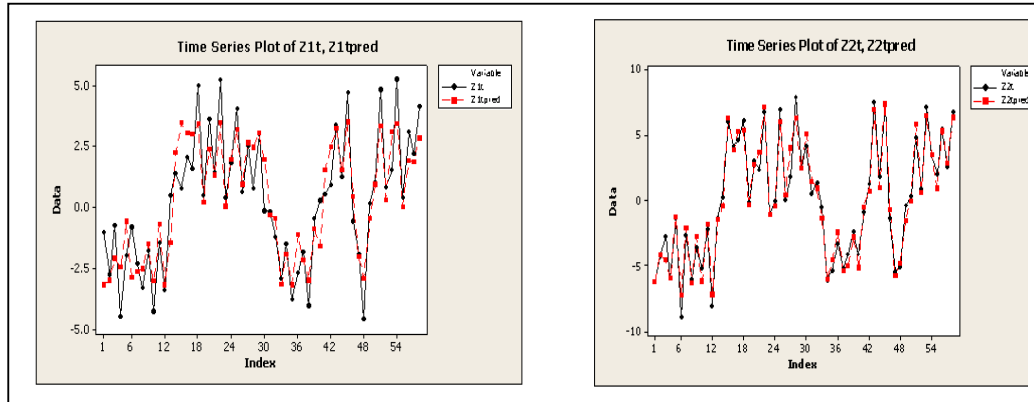 Time Series Plot of Z1t, Z1tpred
Variable
Z1t
Z1tpred
5.0
2.5
0.0
-2.5
-5.0
Data
1 6 12 18 24 30 36 42 48 54
Index
Time Series Plot of Z2t, Z2tpred
Variable
Z2t
Z2tpred
10
5
0
-5
-10
Data
1 6 12 18 24 30 36 42 48 54
Index